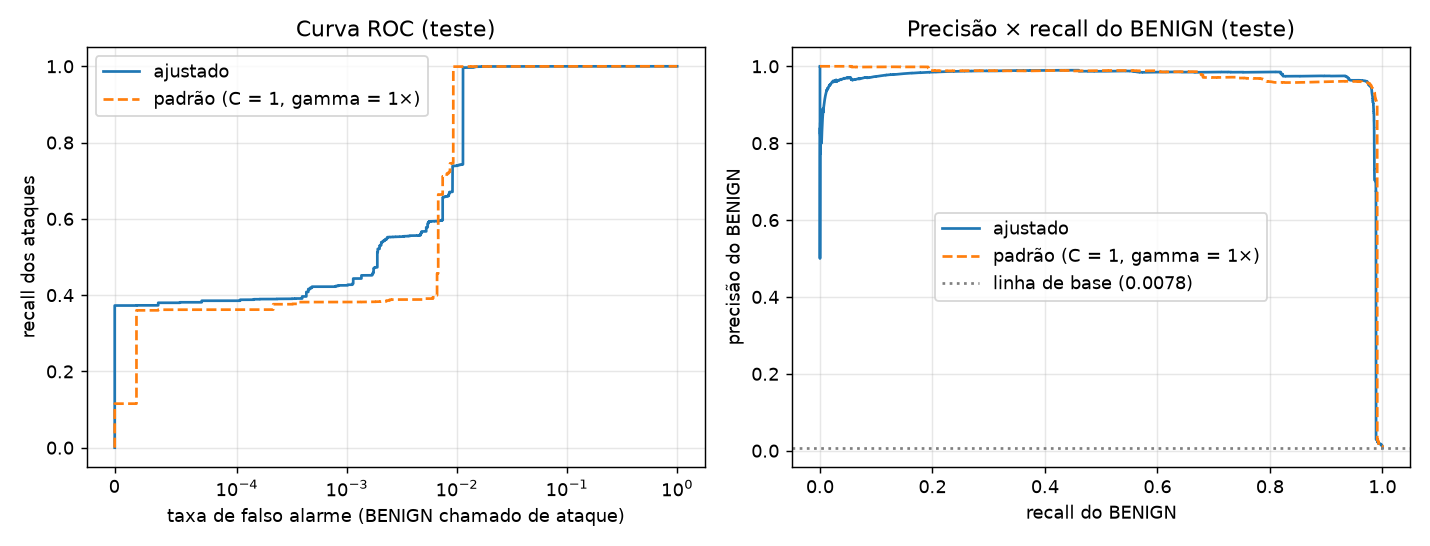 Curva ROC (teste)
ajustado
padrão (C = 1, gamma = 1×)
1.0
0.8
0.6
0.4
0.2
0.0
recall dos ataques
0
10⁻⁴
10⁻³
10⁻²
10⁻¹
10⁰
taxa de falso alarme (BENIGN chamado de ataque)
Precisão × recall do BENIGN (teste)
1.0
0.8
0.6
0.4
0.2
0.0
precisão do BENIGN
ajustado
padrão (C = 1, gamma = 1×)
linha de base (0.0078)
0.0
0.2
0.4
0.6
0.8
1.0
recall do BENIGN